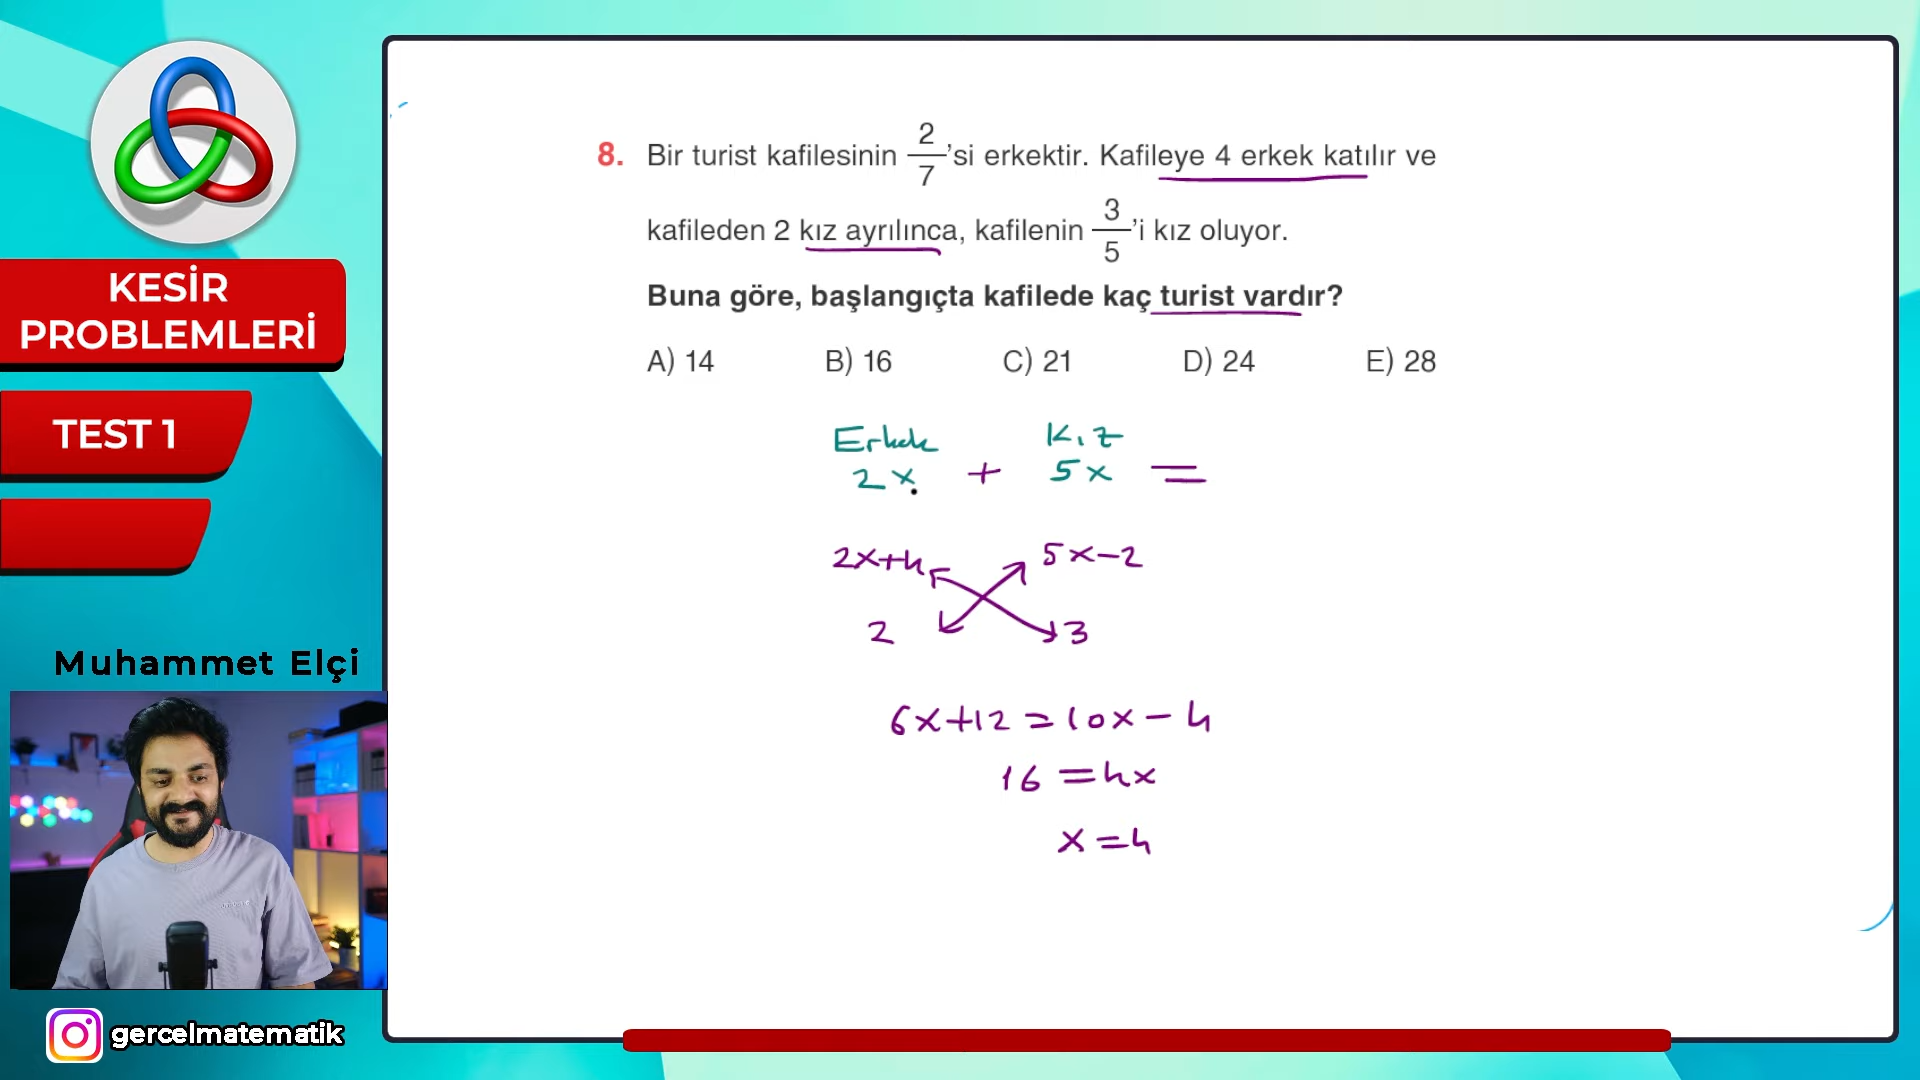 KESİR
PROBLEMLERİ
TEST 1
Muhammet Elçi
gercelmatematik
8. Bir turist kafilesinin 2/7 'si erkektir. Kafileye 4 erkek katılır ve
kafileden 2 kız ayrılınca, kafilenin 3/5 'i kız oluyor.
Buna göre, başlangıçta kafilede kaç turist vardır?
A) 14 B) 16 C) 21 D) 24 E) 28
Erkek Kız
2x + 5x =
2x+4 5x-2
2 3
6x+12=10x-4
16=4x
x=4